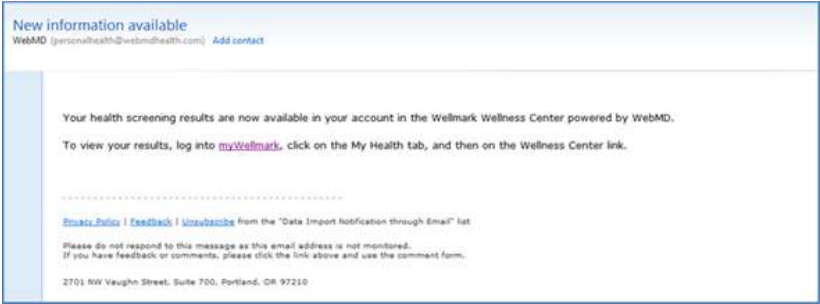 New information available
WebMD (personalhealth@webmdhealth.com) Add contact
Your health screening results are now available in your account in the Wellmark Wellness Center powered by WebMD.
To view your results, log into myWellmark, click on the My Health tab, and then on the Wellness Center link.
Privacy Policy | Feedback | Unsubscribe from the "Data Import Notification through Email" list
Please do not respond to this message as this email address is not monitored.
If you have feedback or comments, please click the link above and use the comment form.
2701 NW Vaughn Street, Suite 700, Portland, OR 97210